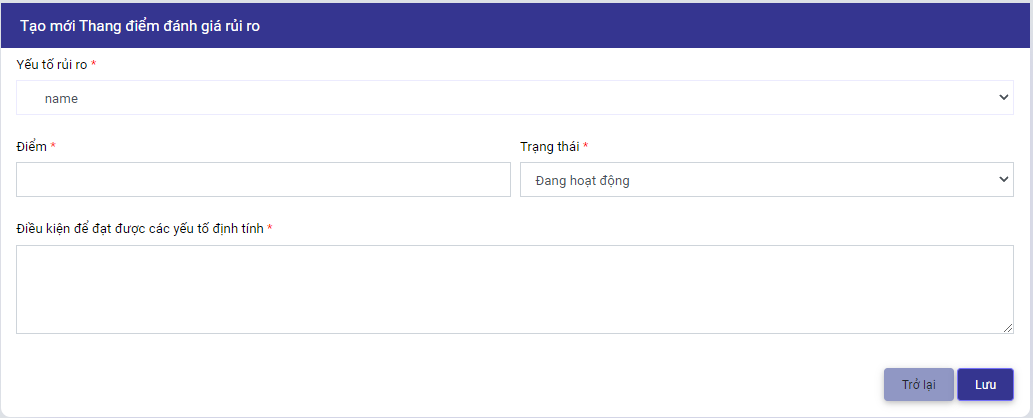 Tạo mới Thang điểm đánh giá rủi ro
Yếu tố rủi ro *
name
Điểm * Trạng thái *
Đang hoạt động
Điều kiện để đạt được các yếu tố định tính *
Trở lại Lưu